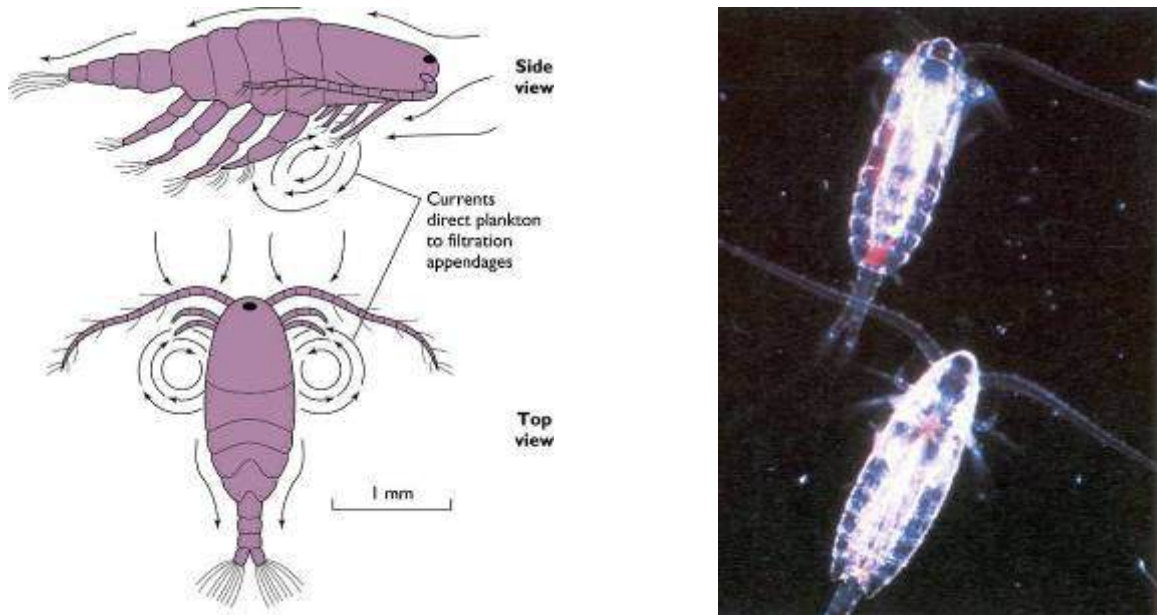 Side
view
Currents
direct plankton
to filtration
appendages
Top
view
1 mm